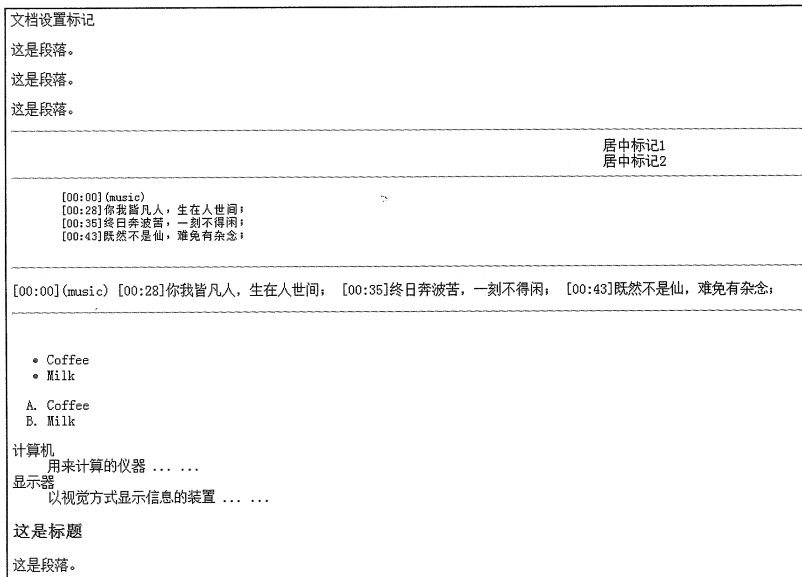 文档设置标记
这是段落。
这是段落。
这是段落。
居中标记1
居中标记2
[00:00](music)
[00:28]你我皆凡人，生在人世间；
[00:35]终日奔波苦，一刻不得闲；
[00:43]既然不是仙，难免有杂念；
[00:00](music) [00:28]你我皆凡人，生在人世间； [00:35]终日奔波苦，一刻不得闲； [00:43]既然不是仙，难免有杂念；
• Coffee
• Milk
A. Coffee
B. Milk
计算机
用来计算的仪器 ... ...
显示器
以视觉方式显示信息的装置 ... ...
这是标题
这是段落。